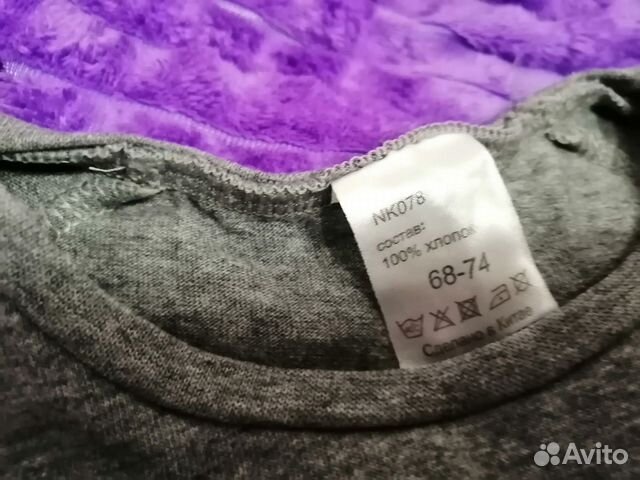 NK078
состав:
100% хлопок
68-74
Сделано в Китае
Avito